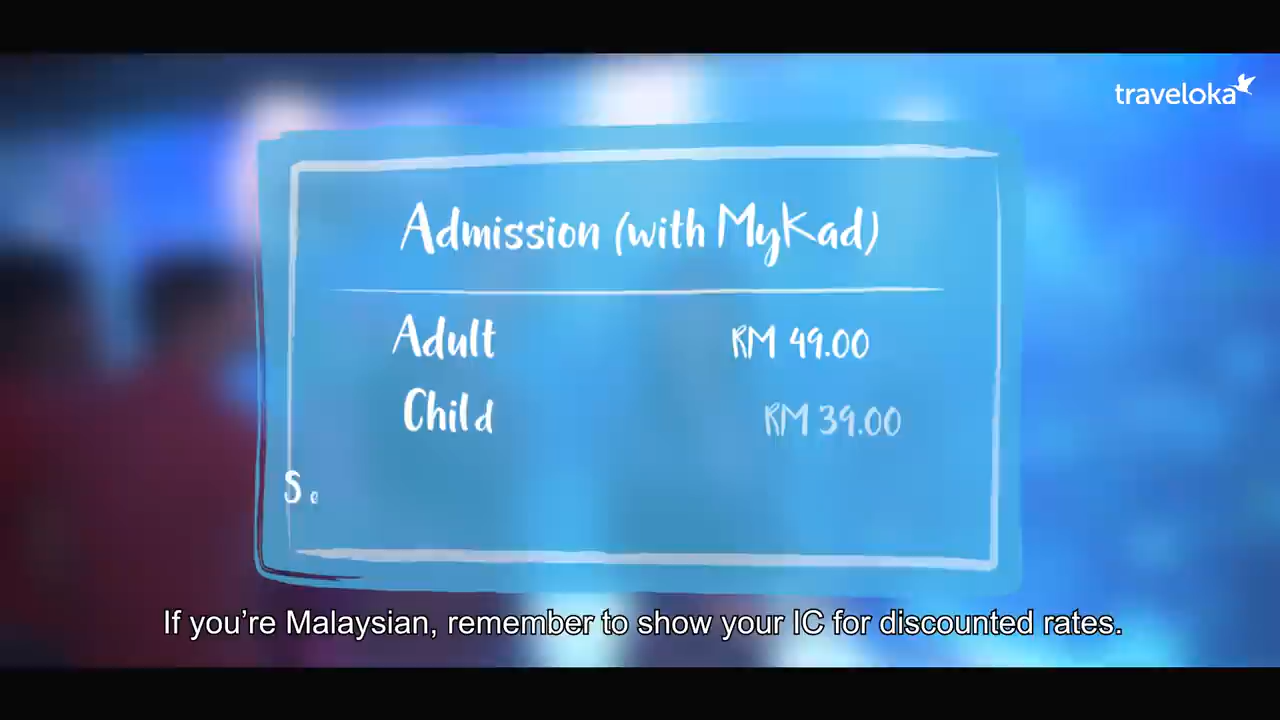 traveloka
Admission (with MyKad)
Adult RM 49.00
Child RM 39.00
Se
If you’re Malaysian, remember to show your IC for discounted rates.